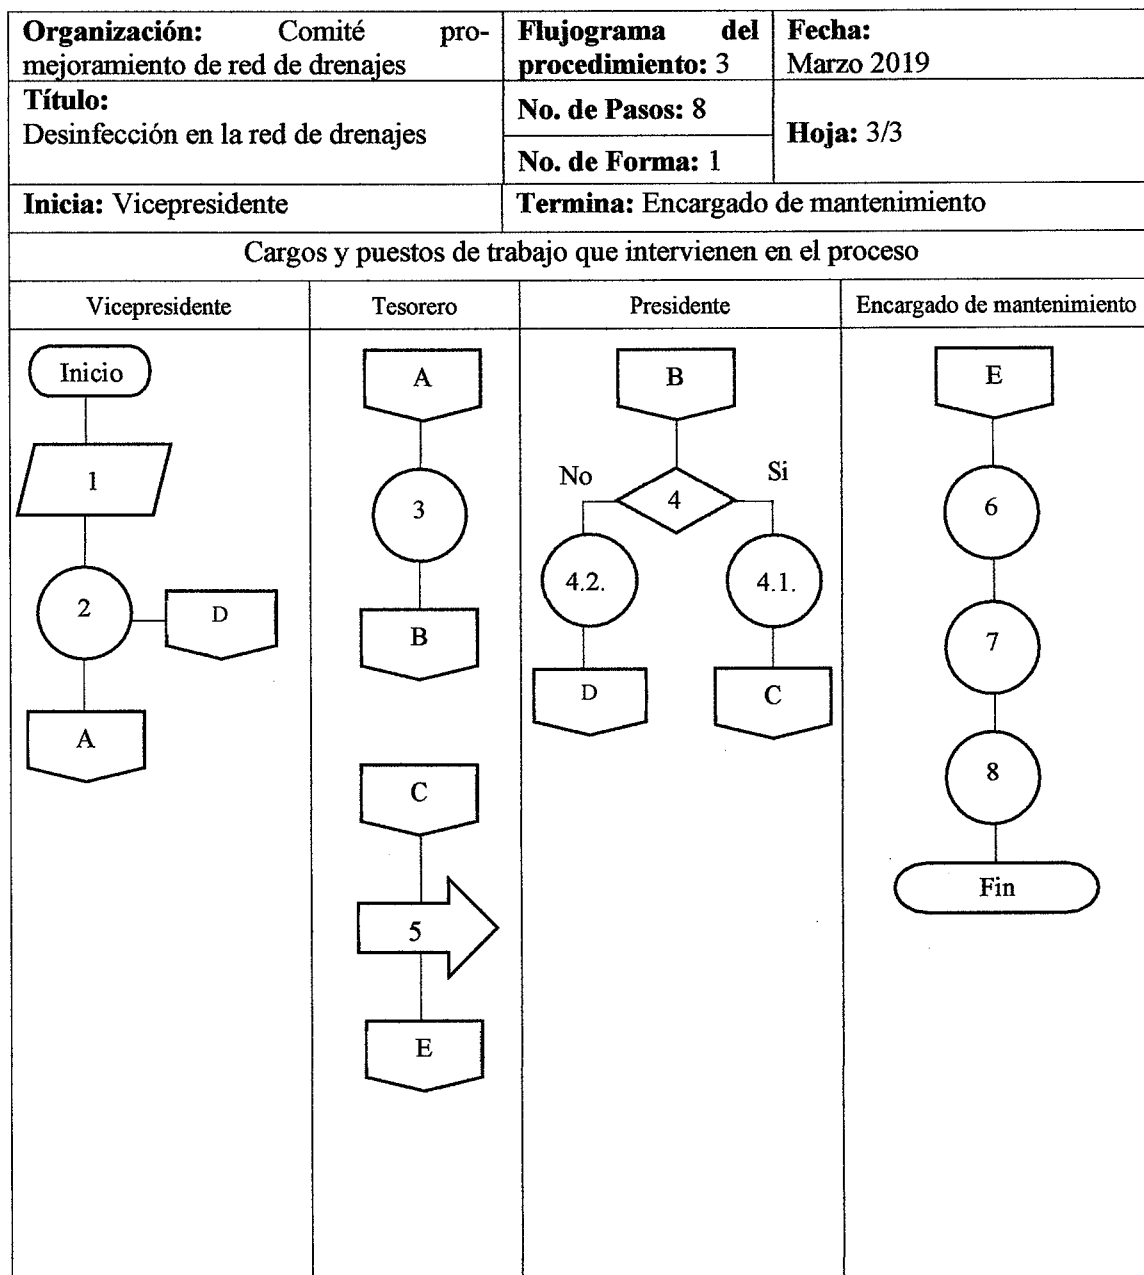 Organización: Comité pro-
mejoramiento de red de drenajes
Flujograma del
procedimiento: 3
Fecha:
Marzo 2019
Título:
Desinfección en la red de drenajes
No. de Pasos: 8
No. de Forma: 1
Hoja: 3/3
Inicia: Vicepresidente
Termina: Encargado de mantenimiento
Cargos y puestos de trabajo que intervienen en el proceso
Vicepresidente
Tesorero
Presidente
Encargado de mantenimiento
Inicio
1
2
D
A
A
3
B
C
5
E
B
No
Si
4
4.2.
4.1.
D
C
E
6
7
8
Fin